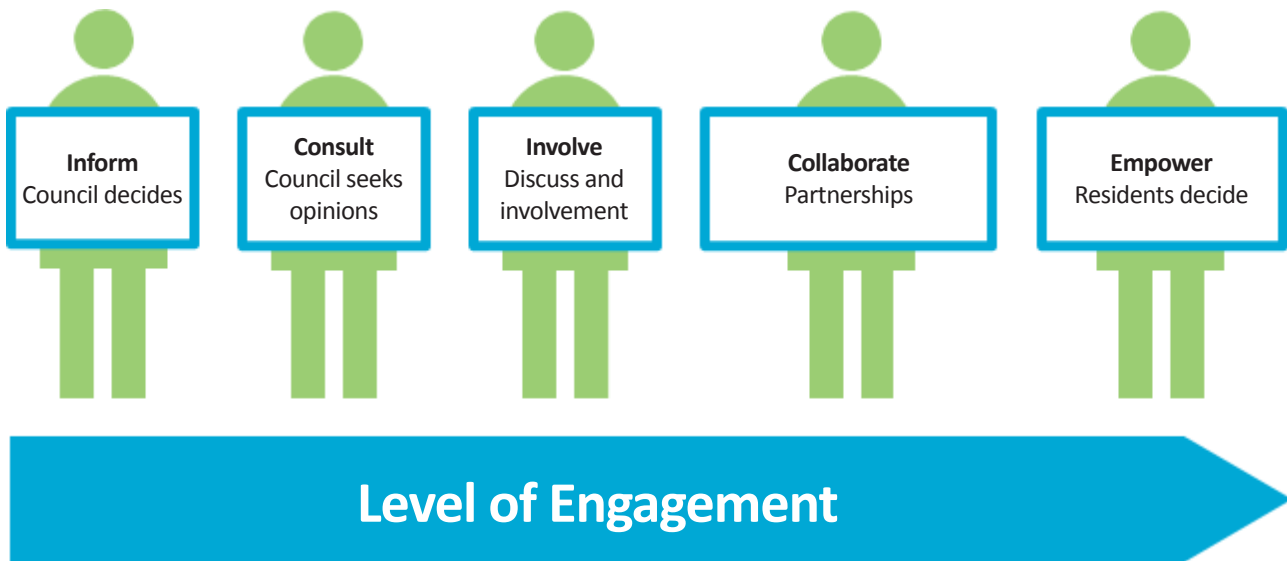 Inform
Council decides
Consult
Council seeks
opinions
Involve
Discuss and
involvement
Collaborate
Partnerships
Empower
Residents decide
Level of Engagement